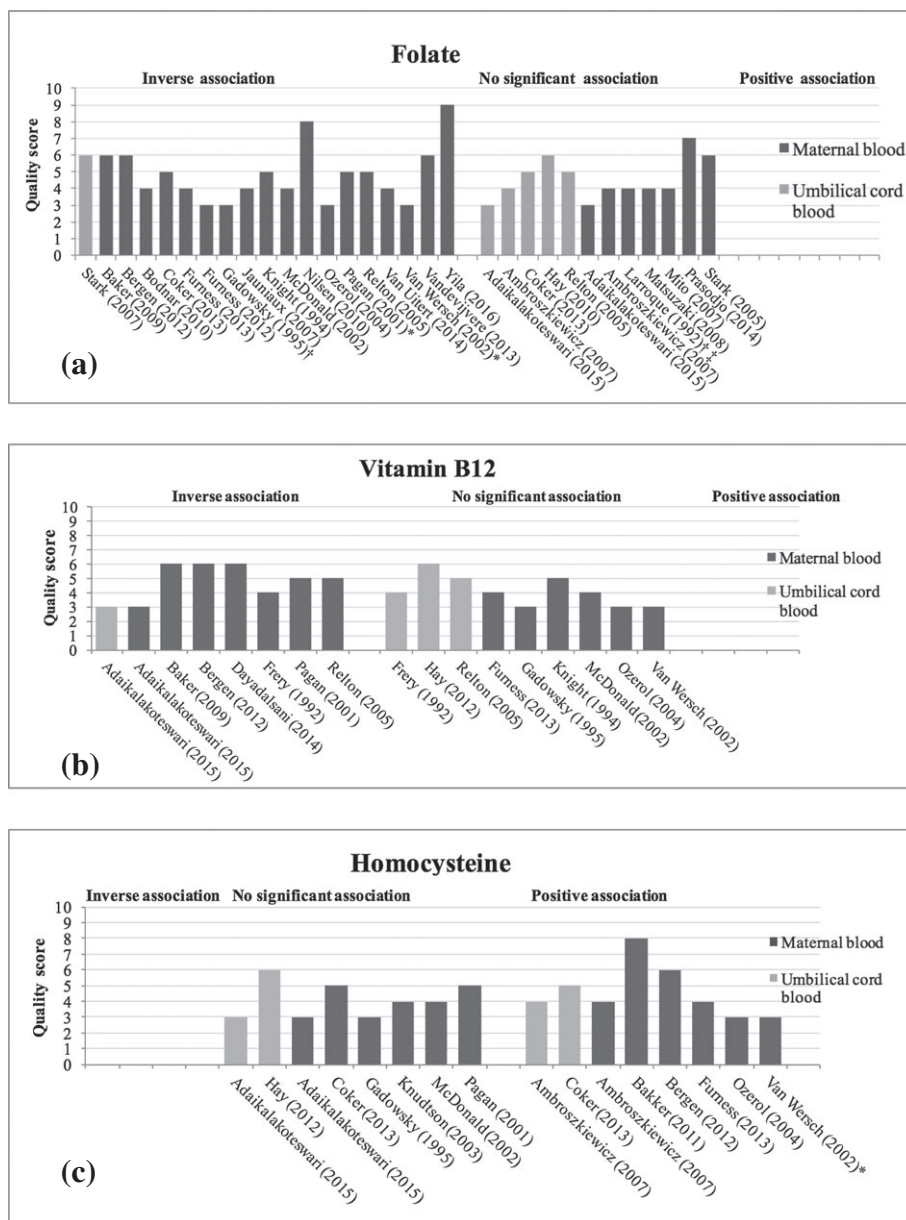 Folate
Inverse association
No significant association
Positive association
Quality score
10
9
8
7
6
5
4
3
2
1
0
Maternal blood
Umbilical cord
blood
Stark (2007)
Baker (2009)
Bergen (2012)
Bodnar (2010)
Coker (2013)
Furness (2013)
Furness (2012)
Gadowsky (1995)†
Jauniaux (2007)
Knight (1994)
McDonald (2002)
Nilsen (2010)
Ozerol (2004)
Pagan (2001)*
Relton (2005)
Van Uitert (2014)
Van Wersch (2002)*
Vandevijvere (2013)
Yila (2016)
Adaikalakoteswari (2015)
Ambroszkiewicz (2007)
Coker (2013)
Hay (2010)
Relton (2005)
Adaikalakoteswari (2015)
Ambroszkiewicz (2007)
Larroque (1992)†
Matsuzaki (2008)
Mito (2007)
Prasodjo (2014)
Stark (2005)
(a)
Vitamin B12
Inverse association
No significant association
Positive association
Quality score
10
9
8
7
6
5
4
3
2
1
0
Maternal blood
Umbilical cord
blood
Adaikalakoteswari (2015)
Adaikalakoteswari (2015)
Baker (2009)
Bergen (2012)
Dayadalsani (2014)
Frery (1992)
Pagan (2001)
Relton (2005)
Frery (1992)
Hay (2012)
Relton (2005)
Furness (2013)
Gadowsky (1995)
Knight (1994)
McDonald (2002)
Ozerol (2004)
Van Wersch (2002)
(b)
Homocysteine
Inverse association
No significant association
Positive association
Quality score
10
9
8
7
6
5
4
3
2
1
0
Maternal blood
Umbilical cord
blood
Adaikalakoteswari (2015)
Hay (2012)
Adaikalakoteswari (2015)
Coker (2013)
Gadowsky (1995)
Knudtson (2003)
McDonald (2002)
Pagan (2001)
Ambroszkiewicz (2007)
Coker (2013)
Ambroszkiewicz (2007)
Bakker (2011)
Bergen (2012)
Furness (2013)
Ozerol (2004)
Van Wersch (2002)*
(c)